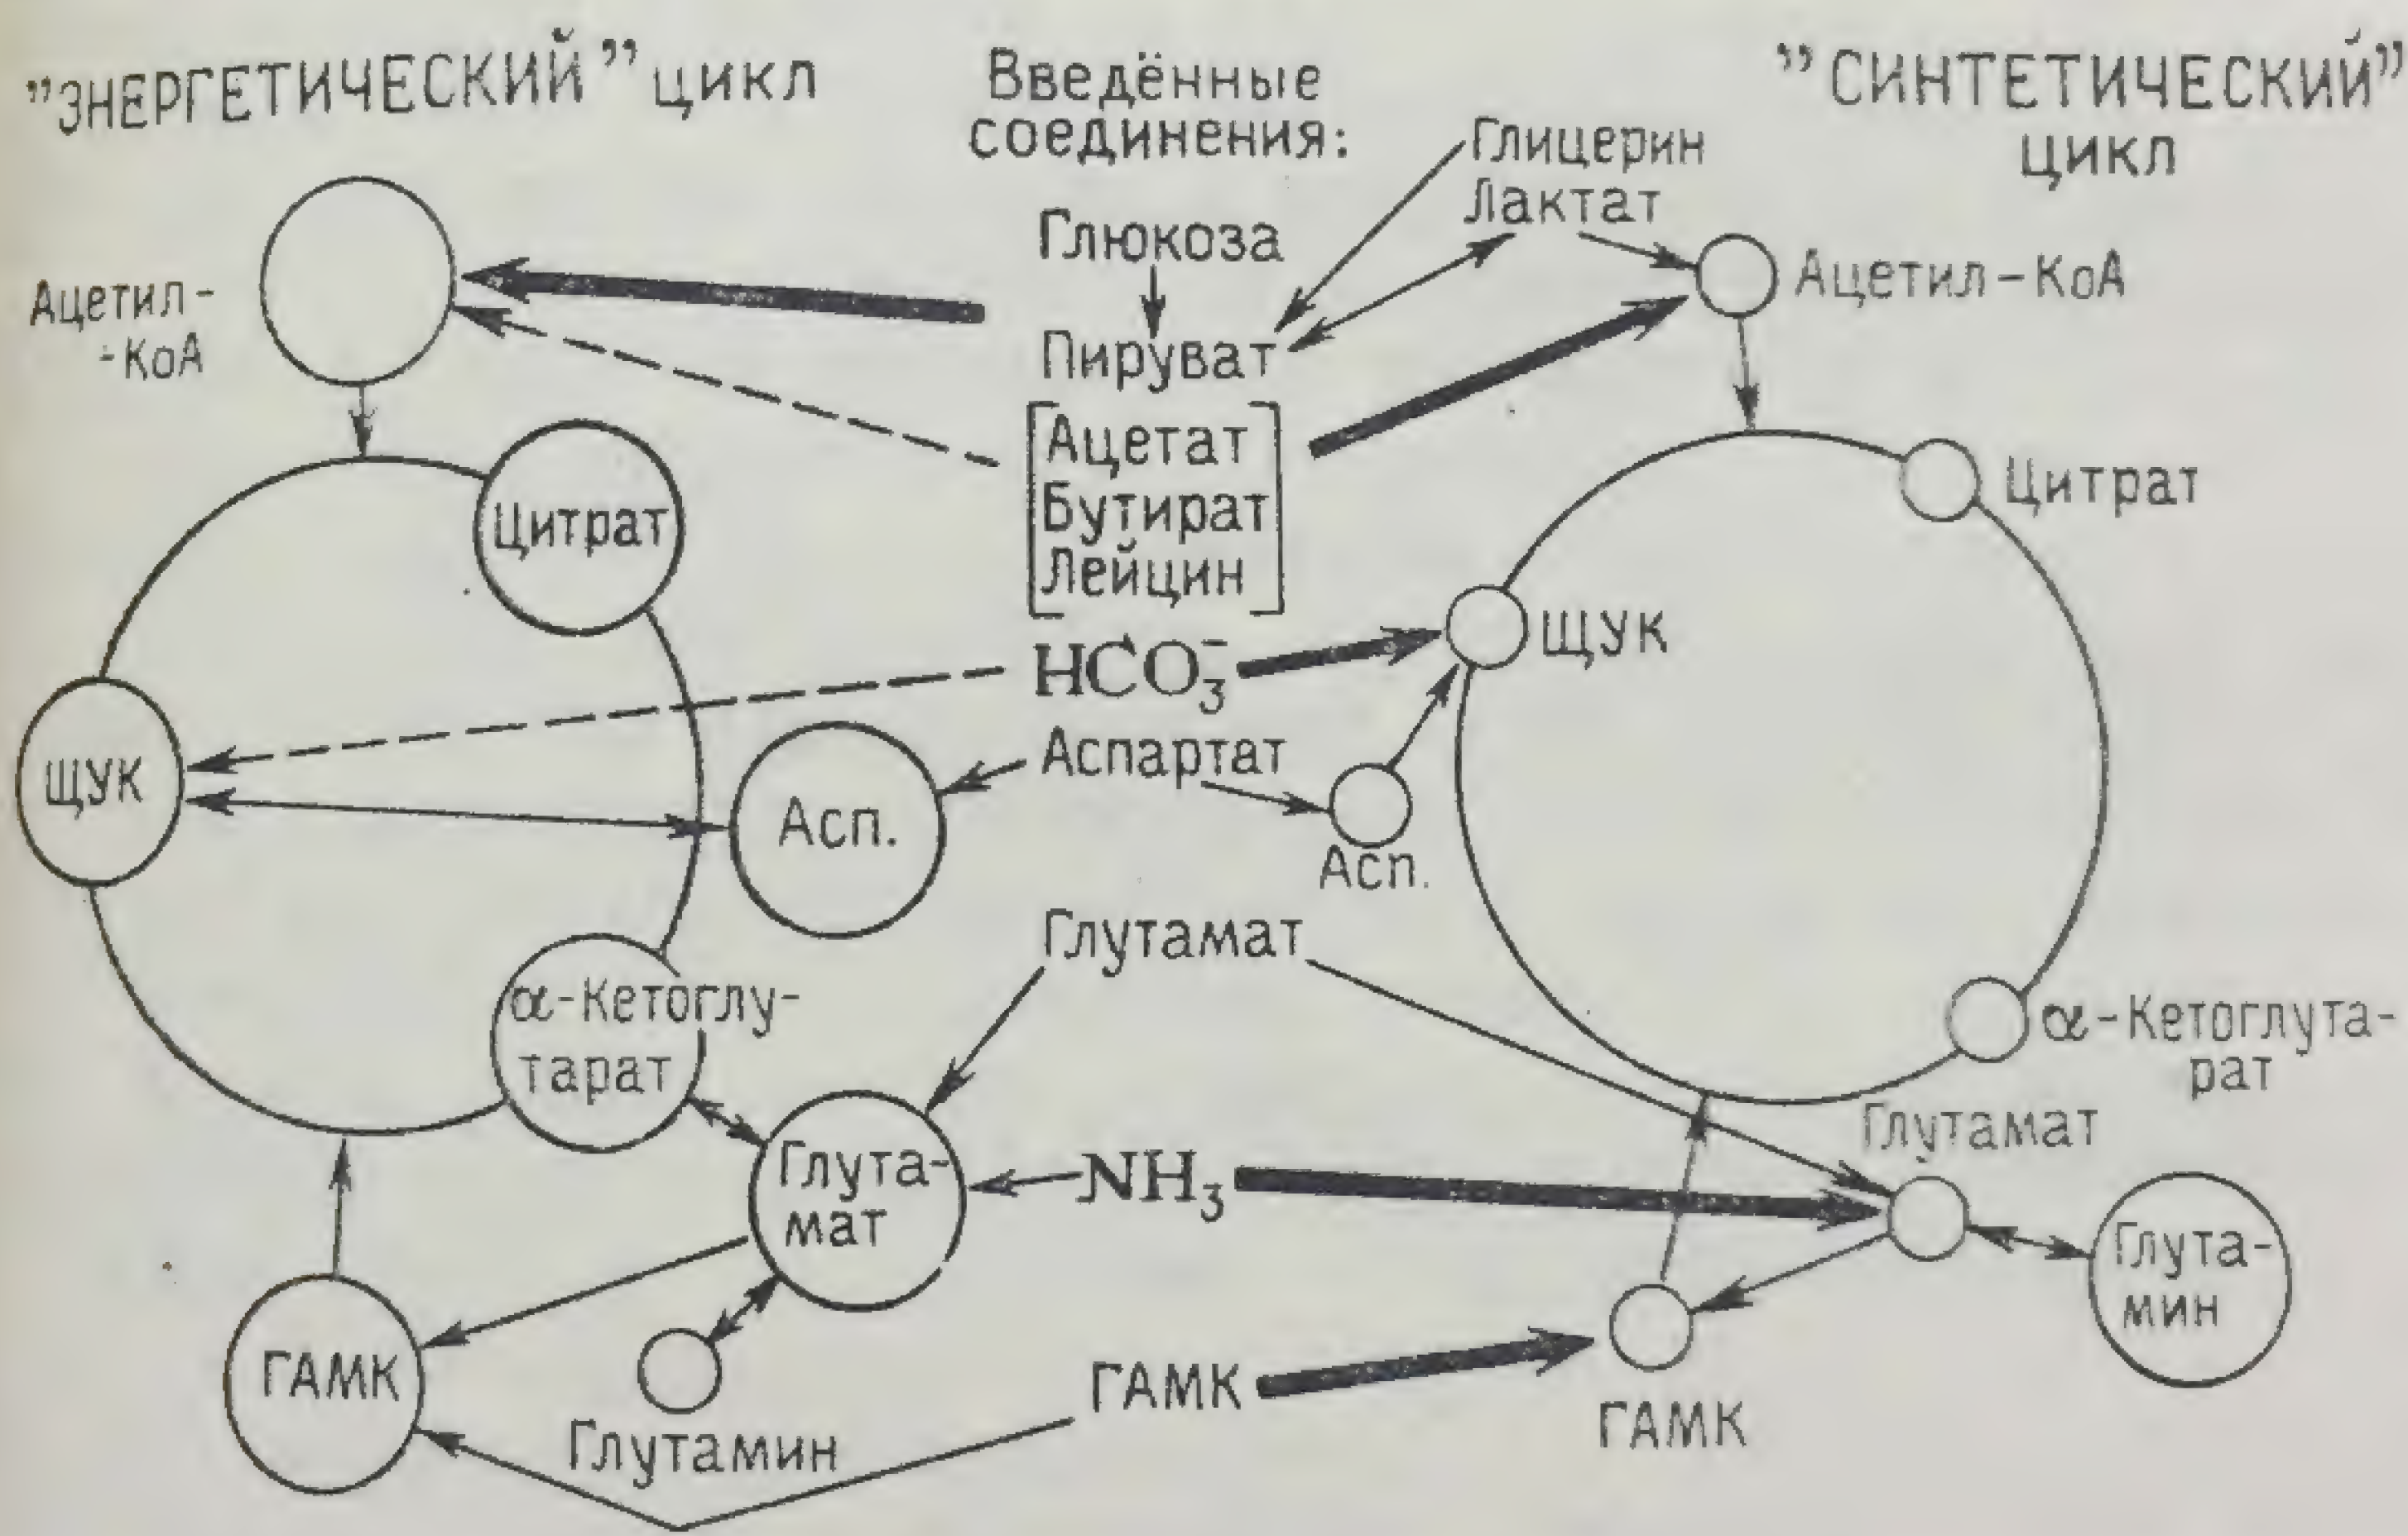 "ЭНЕРГЕТИЧЕСКИЙ" цикл
Введённые
соединения:
"СИНТЕТИЧЕСКИЙ"
цикл
Глицерин
Лактат
Глюкоза
Ацетил-
-КоА
Ацетил-КоА
Пируват
Ацетат
Бутират
Лейцин
Цитрат
Цитрат
HCO₃⁻
ЩУК
ЩУК
Аспартат
Асп.
Асп.
Глутамат
α-Кетоглу-
тарат
α-Кетоглута-
рат
Глутамат
Глута-
мат
NH₃
Глута-
мин
ГАМК
ГАМК
ГАМК
Глутамин